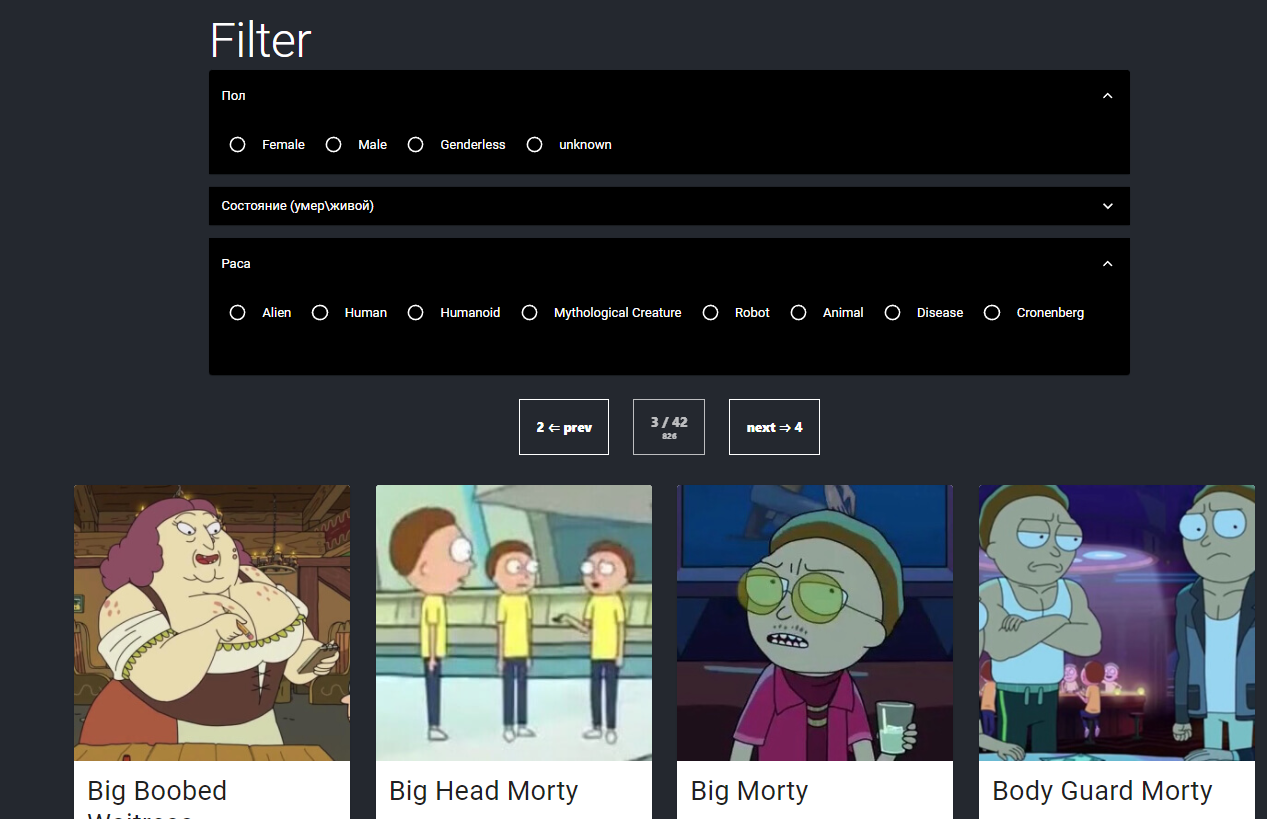 Filter
Пол
Female Male Genderless unknown
Состояние (умер\живой)
Раса
Alien Human Humanoid Mythological Creature Robot Animal Disease Cronenberg
2 ⇐ prev 3 / 42 next ⇒ 4
826
Big Boobed Big Head Morty Big Morty Body Guard Morty
Waitress